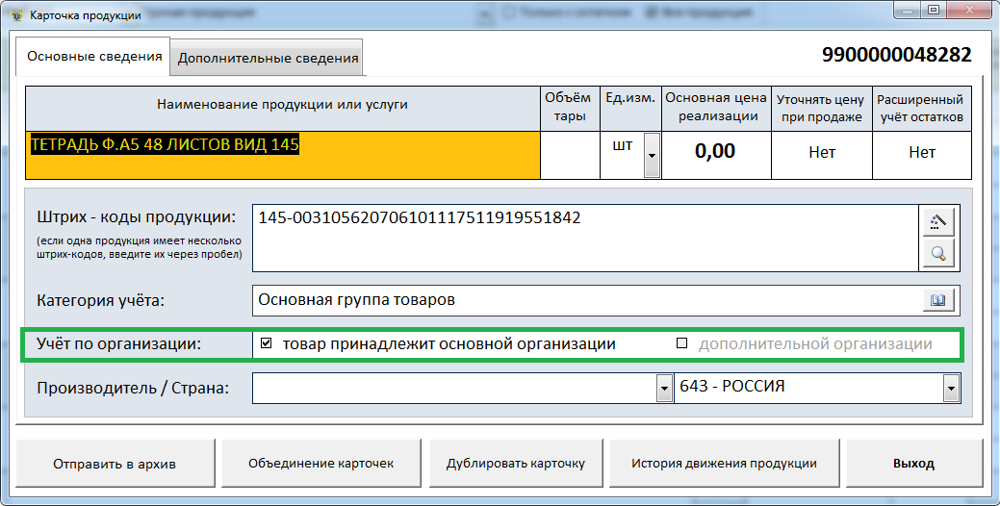 Карточка продукции
Основные сведения
Дополнительные сведения
9900000048282
Наименование продукции или услуги
Объём тары
Ед.изм.
Основная цена реализации
Уточнять цену при продаже
Расширенный учёт остатков
ТЕТРАДЬ Ф.А5 48 ЛИСТОВ ВИД 145
шт
0,00
Нет
Нет
Штрих - коды продукции:
(если одна продукция имеет несколько
штрих-кодов, введите их через пробел)
145-0031056207061011175119195518​42
Категория учёта:
Основная группа товаров
Учёт по организации:
товар принадлежит основной организации
дополнительной организации
Производитель / Страна:
643 - РОССИЯ
Отправить в архив
Объединение карточек
Дублировать карточку
История движения продукции
Выход